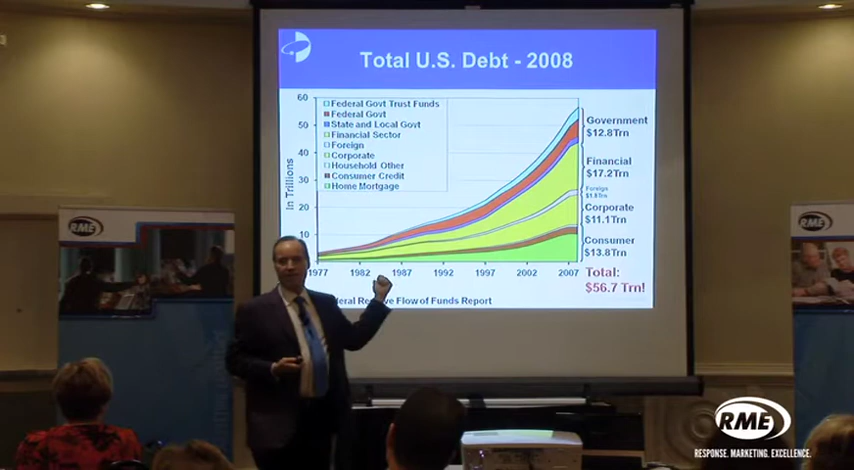 Total U.S. Debt - 2008
60
50
40
30
20
10
In Trillions
Federal Govt Trust Funds
Federal Govt
State and Local Govt
Financial Sector
Foreign
Corporate
Household Other
Consumer Credit
Home Mortgage
Government
$12.8Trn
Financial
$17.2Trn
Foreign
Corporate
$11.1Trn
Consumer
$13.8Trn
Total:
$56.7 Trn!
1977 1982 1987 1992 1997 2002 2007
deral Reserve Flow of Funds Report
RME
RME
RME
RESPONSE. MARKETING. EXCELLENCE.